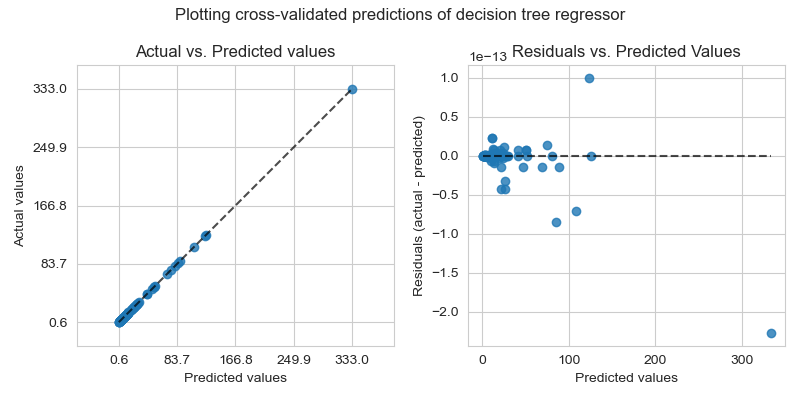 Plotting cross-validated predictions of decision tree regressor
Actual vs. Predicted values
Actual values
333.0
249.9
166.8
83.7
0.6
0.6 83.7 166.8 249.9 333.0
Predicted values
1e−13
Residuals vs. Predicted Values
Residuals (actual - predicted)
1.0
0.5
0.0
−0.5
−1.0
−1.5
−2.0
0 100 200 300
Predicted values